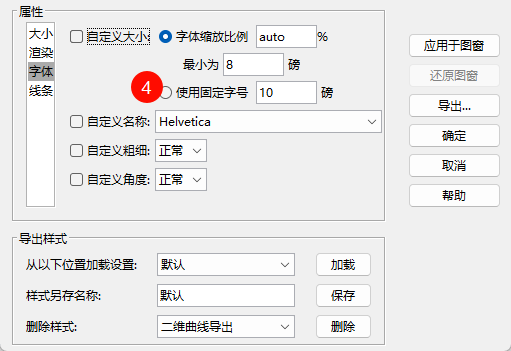 属性
大小
渲染
字体
线条
自定义大小:
字体缩放比例 auto %
最小为 8 磅
4
使用固定字号 10 磅
自定义名称: Helvetica
自定义粗细: 正常
自定义角度: 正常
应用于图窗
还原图窗
导出...
确定
取消
帮助
导出样式
从以下位置加载设置: 默认 加载
样式另存名称: 默认 保存
删除样式: 二维曲线导出 删除